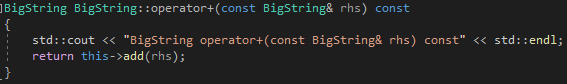 BigString BigString::operator+(const BigString& rhs) const
{
    std::cout << "BigString operator+(const BigString& rhs) const" << std::endl;
    return this->add(rhs);
}